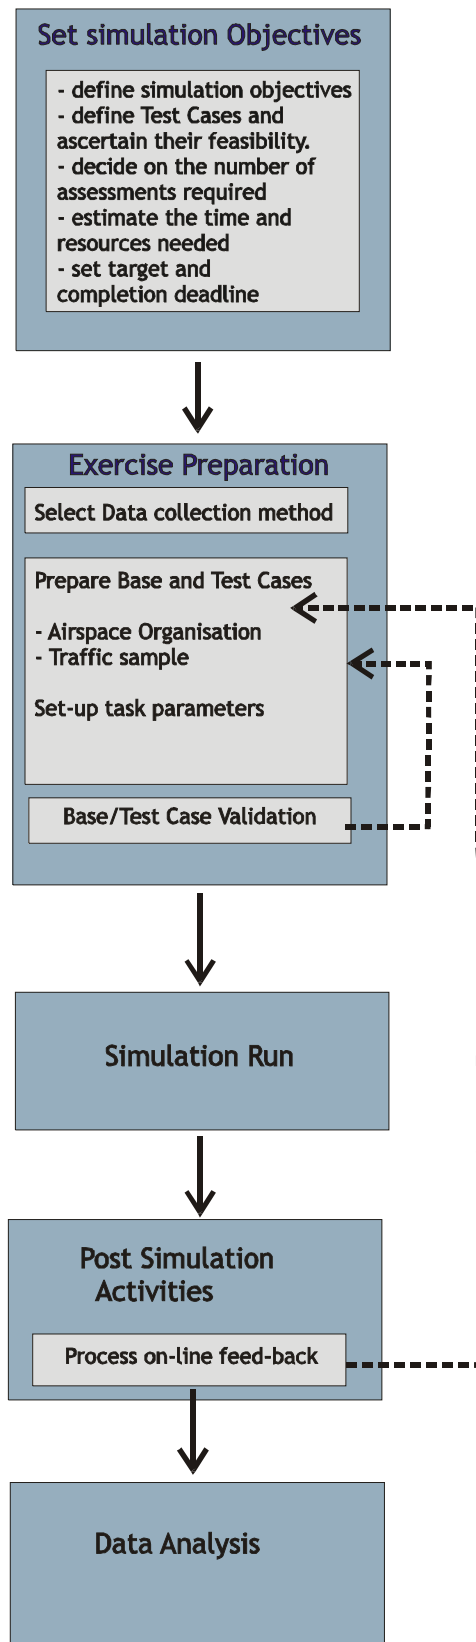 Set simulation Objectives
- define simulation objectives
- define Test Cases and
ascertain their feasibility.
- decide on the number of
assessments required
- estimate the time and
resources needed
- set target and
completion deadline
Exercise Preparation
Select Data collection method
Prepare Base and Test Cases
- Airspace Organisation
- Traffic sample
Set-up task parameters
Base/Test Case Validation
Simulation Run
Post Simulation
Activities
Process on-line feed-back
Data Analysis